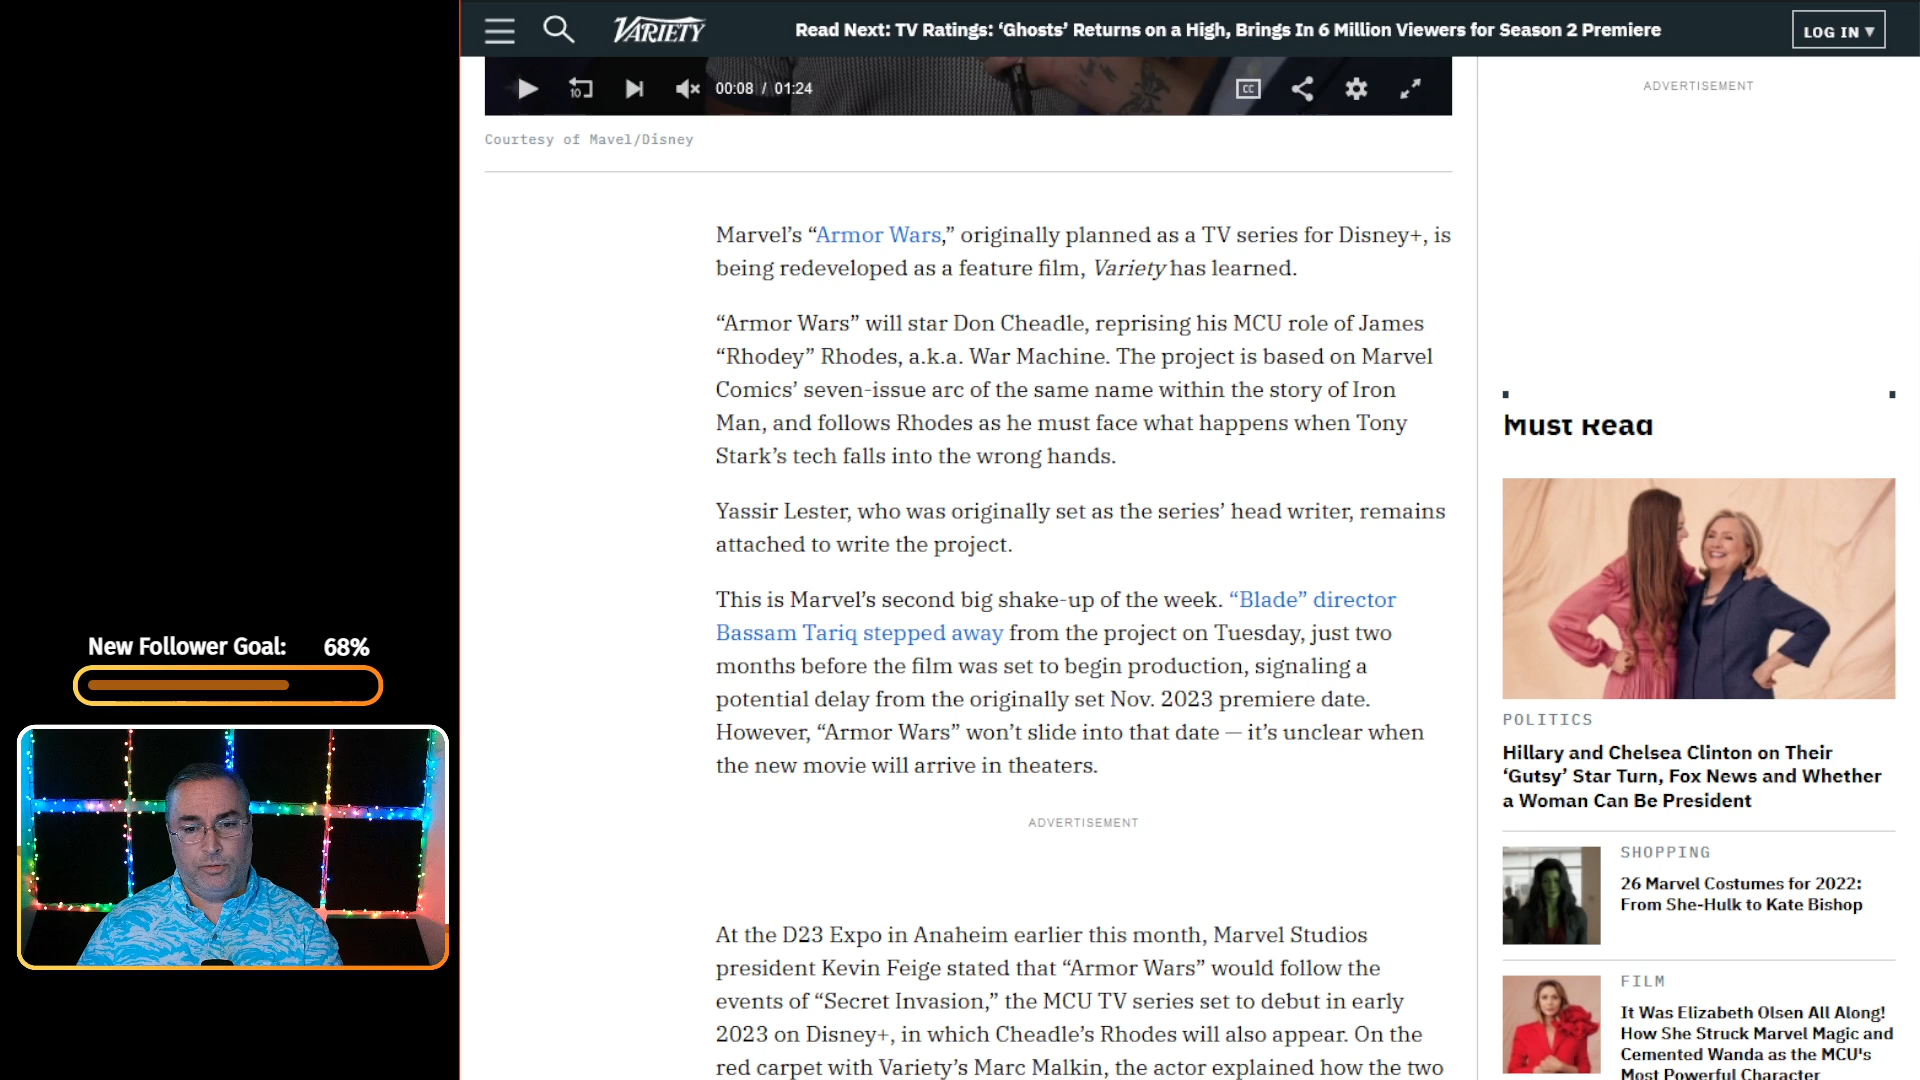 VARIETY
Read Next: TV Ratings: ‘Ghosts’ Returns on a High, Brings In 6 Million Viewers for Season 2 Premiere
LOG IN ▼
10
00:08 / 01:24
CC
Courtesy of Mavel/Disney
Marvel’s “Armor Wars,” originally planned as a TV series for Disney+, is
being redeveloped as a feature film, Variety has learned.
“Armor Wars” will star Don Cheadle, reprising his MCU role of James
“Rhodey” Rhodes, a.k.a. War Machine. The project is based on Marvel
Comics’ seven-issue arc of the same name within the story of Iron
Man, and follows Rhodes as he must face what happens when Tony
Stark’s tech falls into the wrong hands.
Yassir Lester, who was originally set as the series’ head writer, remains
attached to write the project.
This is Marvel’s second big shake-up of the week. “Blade” director
Bassam Tariq stepped away from the project on Tuesday, just two
months before the film was set to begin production, signaling a
potential delay from the originally set Nov. 2023 premiere date.
However, “Armor Wars” won’t slide into that date — it’s unclear when
the new movie will arrive in theaters.
ADVERTISEMENT
At the D23 Expo in Anaheim earlier this month, Marvel Studios
president Kevin Feige stated that “Armor Wars” would follow the
events of “Secret Invasion,” the MCU TV series set to debut in early
2023 on Disney+, in which Cheadle’s Rhodes will also appear. On the
red carpet with Variety’s Marc Malkin, the actor explained how the two
ADVERTISEMENT
Must Read
POLITICS
Hillary and Chelsea Clinton on Their
‘Gutsy’ Star Turn, Fox News and Whether
a Woman Can Be President
SHOPPING
26 Marvel Costumes for 2022:
From She-Hulk to Kate Bishop
FILM
It Was Elizabeth Olsen All Along!
How She Struck Marvel Magic and
Cemented Wanda as the MCU's
Most Powerful Character
New Follower Goal: 68%